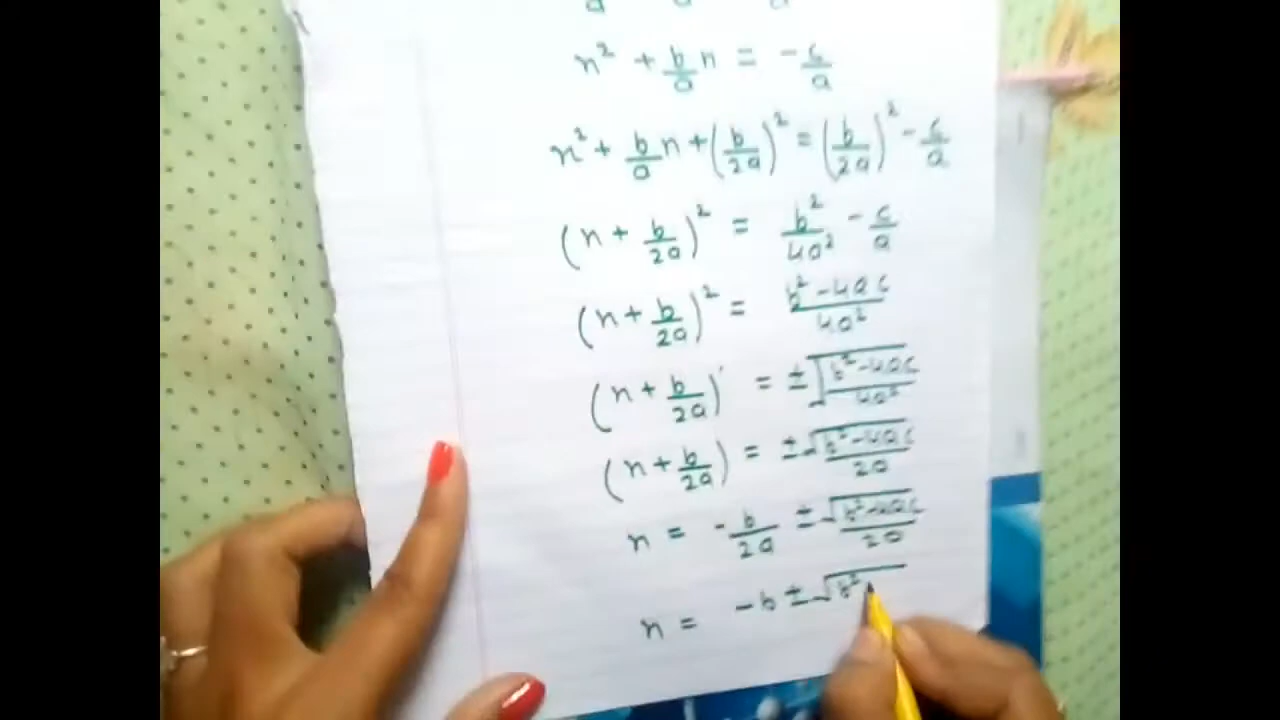 a a a
n² + b/a n = - c/a
n² + b/a n + (b/2a)² = (b/2a)² - c/a
(n + b/2a)² = b²/4a² - c/a
(n + b/2a)² = b² - 4ac/4a²
(n + b/2a) = ±√b² - 4ac/4a²
(n + b/2a) = ±√b² - 4ac/2a
n = - b/2a ± √b² - 4ac/2a
n = - b ± √b²